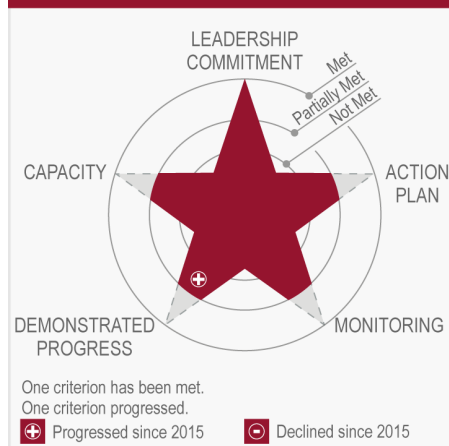 LEADERSHIP
COMMITMENT
Met
Partially Met
Not Met
CAPACITY
ACTION
PLAN
DEMONSTRATED
PROGRESS
MONITORING
One criterion has been met.
One criterion progressed.
Progressed since 2015
Declined since 2015